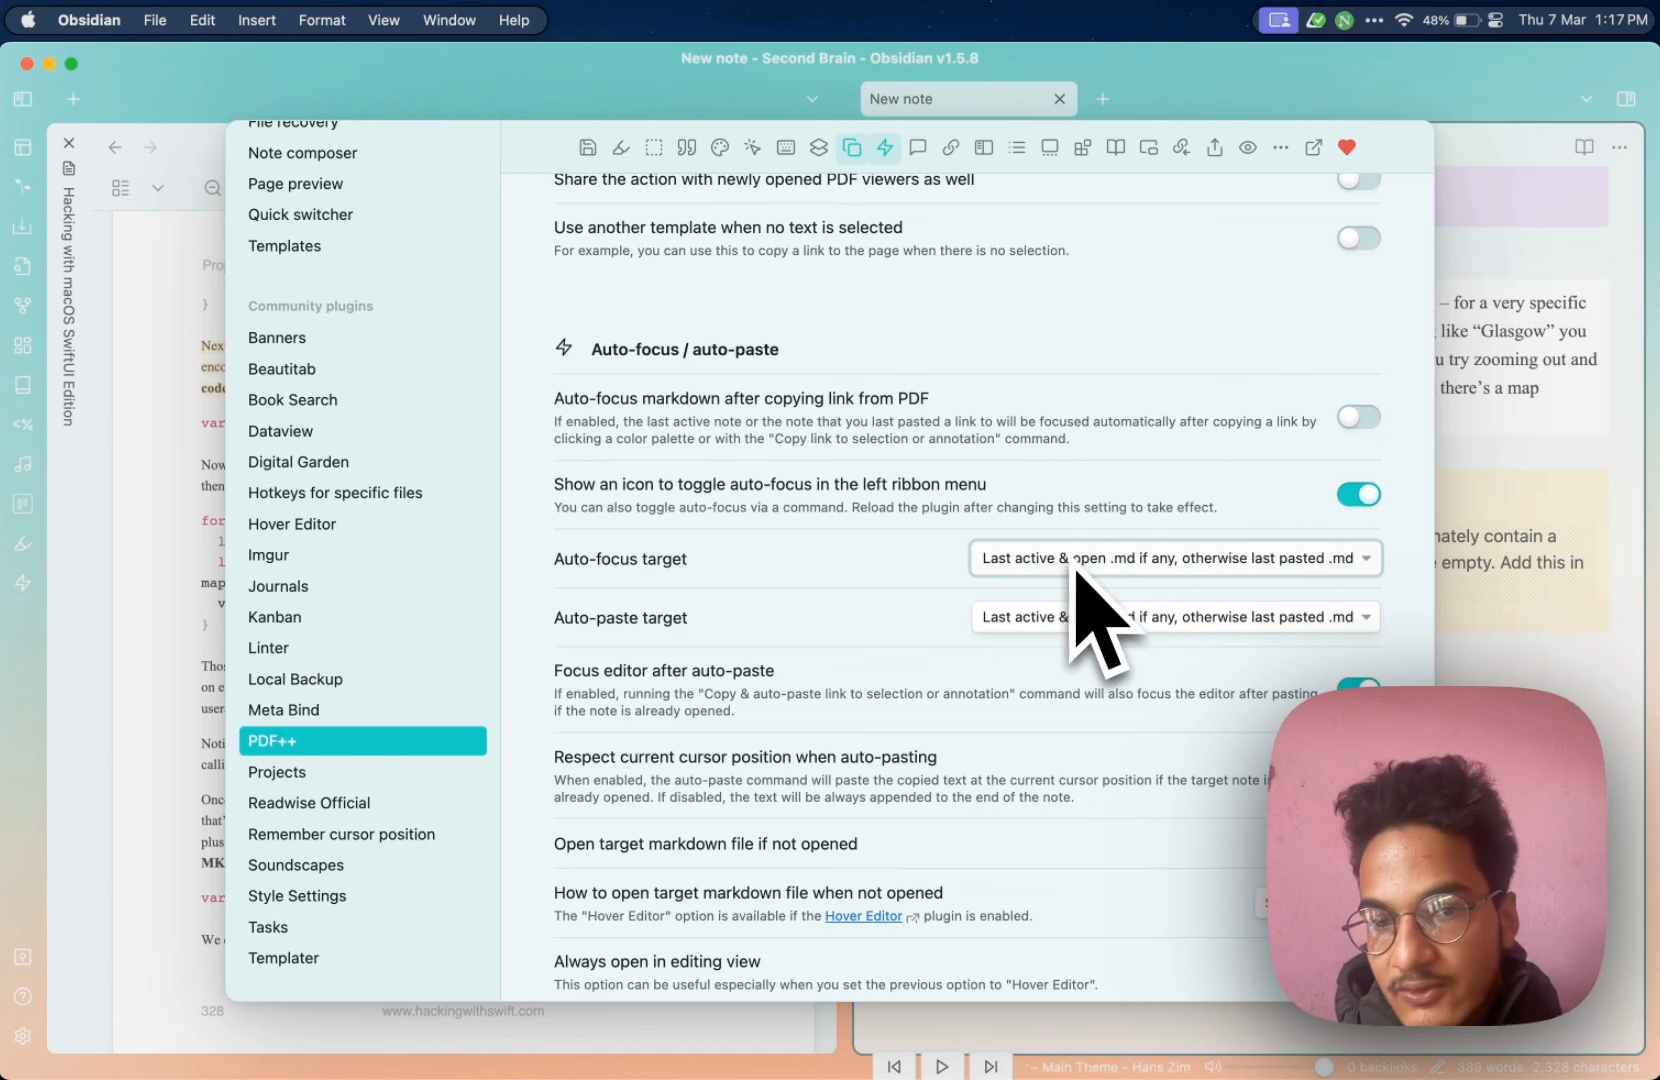 Obsidian File Edit Insert Format View Window Help
48% Thu 7 Mar 1:17 PM
New note - Second Brain - Obsidian v1.5.8
New note
Hacking with macOS SwiftUI Edition
File recovery
Note composer
Page preview
Quick switcher
Templates
Community plugins
Banners
Beautitab
Book Search
Dataview
Digital Garden
Hotkeys for specific files
Hover Editor
Imgur
Journals
Kanban
Linter
Local Backup
Meta Bind
PDF++
Projects
Readwise Official
Remember cursor position
Soundscapes
Style Settings
Tasks
Templater
Share the action with newly opened PDF viewers as well
Use another template when no text is selected
For example, you can use this to copy a link to the page when there is no selection.
Auto-focus / auto-paste
Auto-focus markdown after copying link from PDF
If enabled, the last active note or the note that you last pasted a link to will be focused automatically after copying a link by
clicking a color palette or with the "Copy link to selection or annotation" command.
Show an icon to toggle auto-focus in the left ribbon menu
You can also toggle auto-focus via a command. Reload the plugin after changing this setting to take effect.
Auto-focus target
Last active & open .md if any, otherwise last pasted .md
Auto-paste target
Last active & if any, otherwise last pasted .md
Focus editor after auto-paste
If enabled, running the "Copy & auto-paste link to selection or annotation" command will also focus the editor after pasting
if the note is already opened.
Respect current cursor position when auto-pasting
When enabled, the auto-paste command will paste the copied text at the current cursor position if the target note
already opened. If disabled, the text will be always appended to the end of the note.
Open target markdown file if not opened
How to open target markdown file when not opened
The "Hover Editor" option is available if the Hover Editor plugin is enabled.
Always open in editing view
This option can be useful especially when you set the previous option to "Hover Editor".
}
var
Now
then
for
map
v
}
on
calli
plus
MK
var
We
328 www.hackingwithswift.com
– for a very specific
like “Glasgow” you
try zooming out and
there’s a map
contain a
empty. Add this in
- Main Theme - Hans Zim
0 backlinks 389 words 2,328 characters